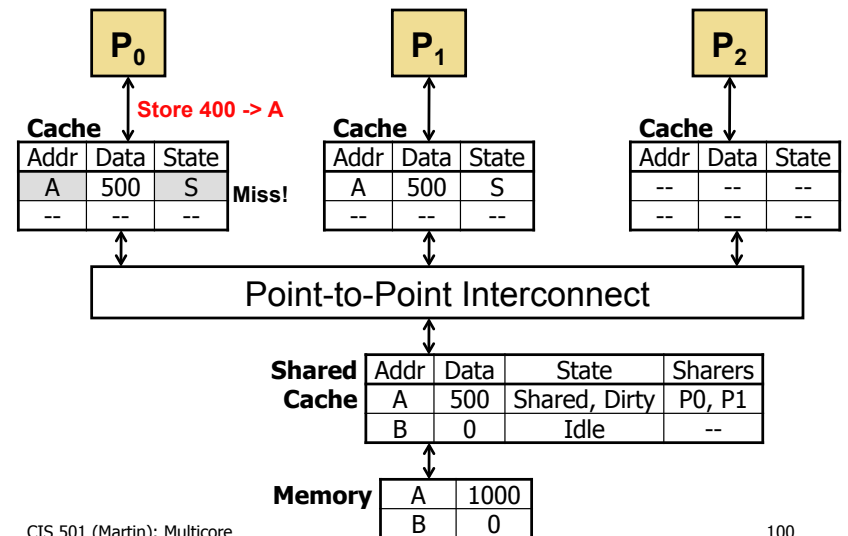 P0 P1 P2
Store 400 -> A
Cache Cache Cache
Addr Data State Addr Data State Addr Data State
A 500 S Miss! A 500 S -- -- --
-- -- -- -- -- -- -- -- --
Point-to-Point Interconnect
Shared Addr Data State Sharers
Cache A 500 Shared, Dirty P0, P1
B 0 Idle --
Memory A 1000
B 0
CIS 501 (Martin): Multicore 100